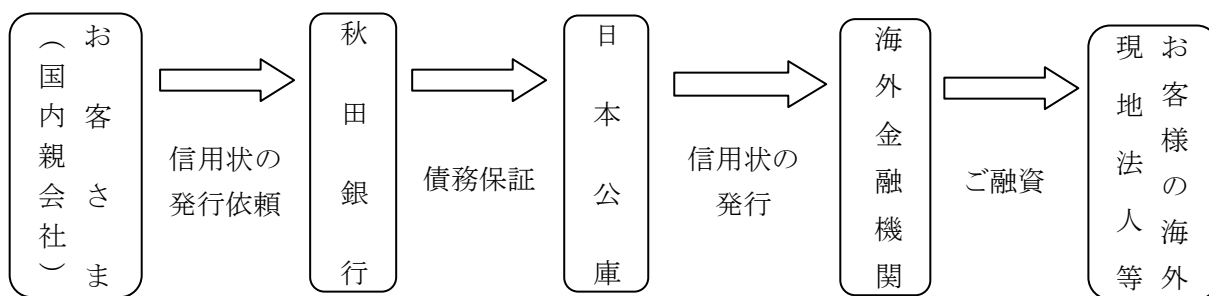 お客さま
（国内親会社）
信用状の
発行依頼
秋田銀行
債務保証
日本公庫
信用状の
発行
海外金融機関
ご融資
お客様の海外
現地法人等